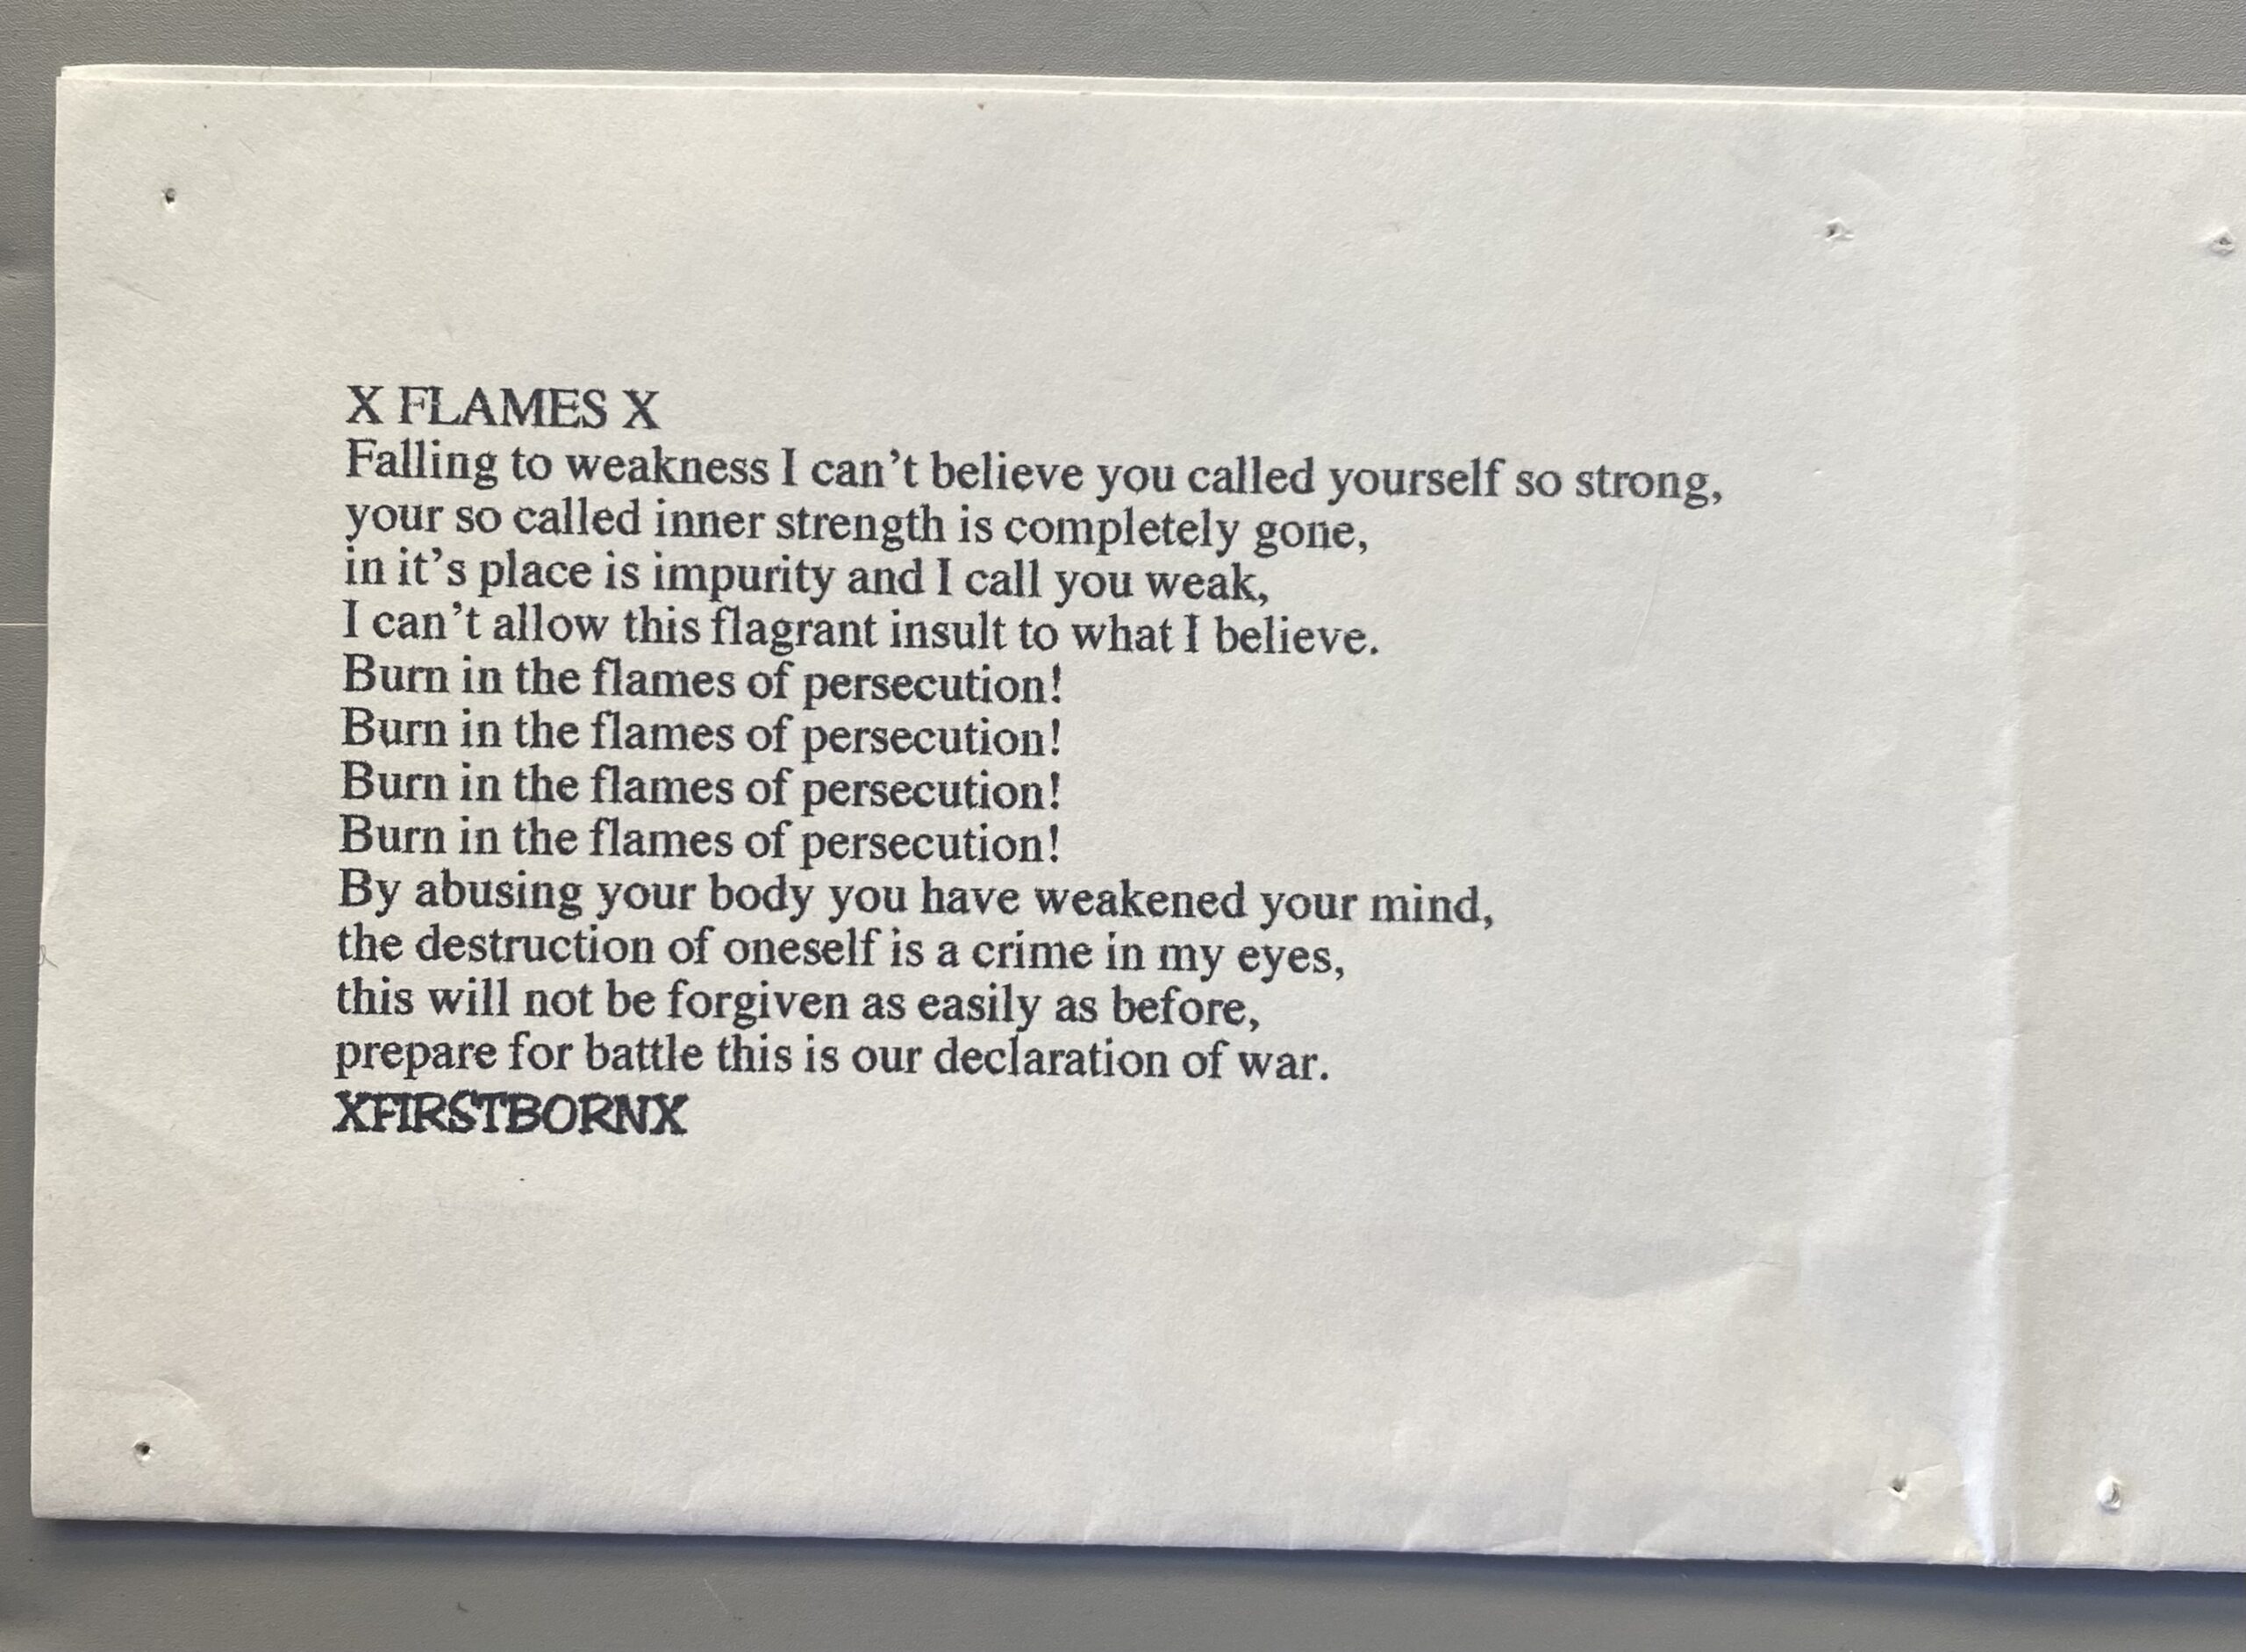 X FLAMES X
Falling to weakness I can't believe you called yourself so strong,
your so called inner strength is completely gone,
in it's place is impurity and I call you weak,
I can't allow this flagrant insult to what I believe.
Burn in the flames of persecution!
Burn in the flames of persecution!
Burn in the flames of persecution!
Burn in the flames of persecution!
By abusing your body you have weakened your mind,
the destruction of oneself is a crime in my eyes,
this will not be forgiven as easily as before,
prepare for battle this is our declaration of war.
XFIRSTBORNX